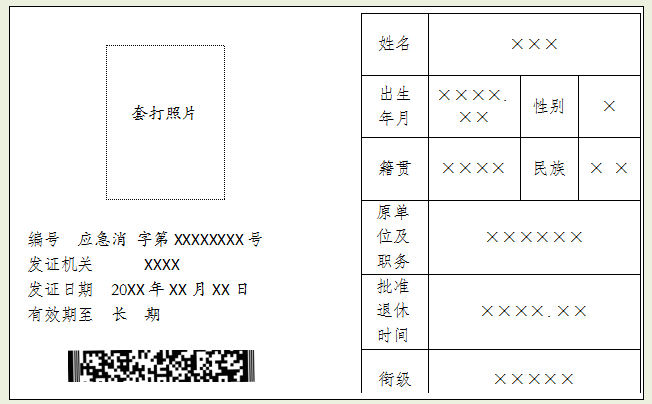 套打照片
编号 应急消 字第 XXXXXXXX 号
发证机关 XXXX
发证日期 20XX 年 XX 月 XX 日
有效期至 长 期
姓名 ×××
出生年月 ××××.×× 性别 ×
籍贯 ×××× 民族 × ×
原单位及职务 ××××××
批准退休时间 ××××.××
衔级 ×××××